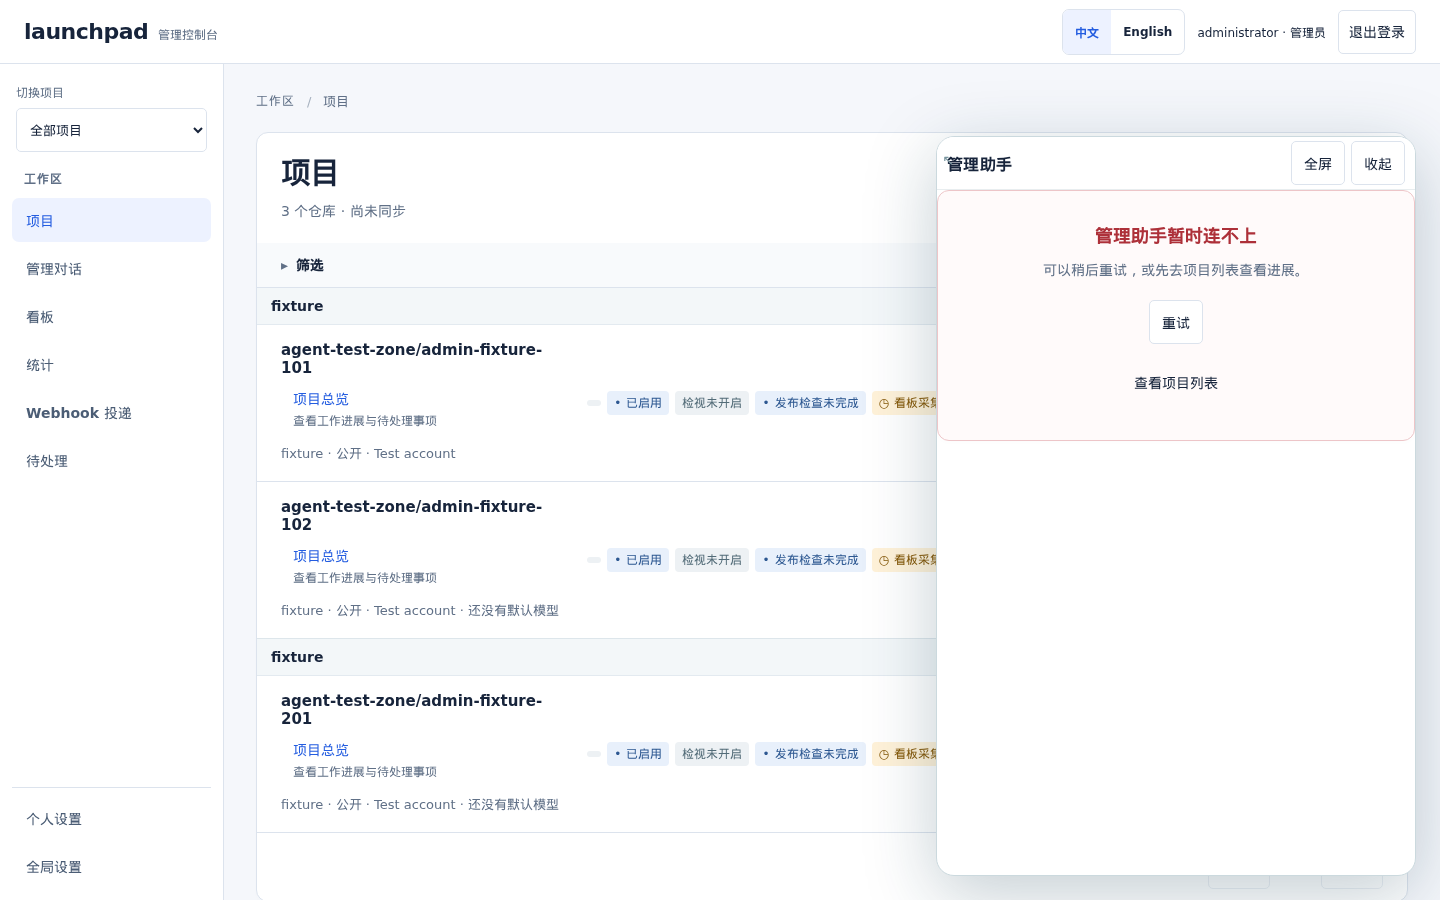 launchpad 管理控制台
中文 English administrator · 管理员 退出登录
切换项目
全部项目
工作区
项目
管理对话
看板
统计
Webhook 投递
待处理
个人设置
全局设置
工作区 / 项目
项目
3 个仓库 · 尚未同步
▸ 筛选
fixture
agent-test-zone/admin-fixture-
101
项目总览
查看工作进展与待处理事项
• 已启用 检视未开启 • 发布检查未完成 ◷ 看板采
fixture · 公开 · Test account
agent-test-zone/admin-fixture-
102
项目总览
查看工作进展与待处理事项
• 已启用 检视未开启 • 发布检查未完成 ◷ 看板采
fixture · 公开 · Test account · 还没有默认模型
fixture
agent-test-zone/admin-fixture-
201
项目总览
查看工作进展与待处理事项
• 已启用 检视未开启 • 发布检查未完成 ◷ 看板采
fixture · 公开 · Test account · 还没有默认模型
管理助手 全屏 收起
管理助手暂时连不上
可以稍后重试，或先去项目列表查看进展。
重试
查看项目列表